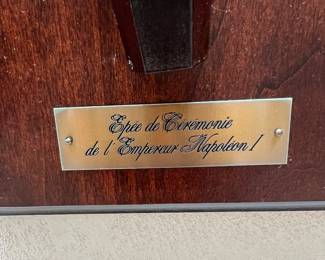 Epée de Cérémonie
de l'Empereur Napoléon I